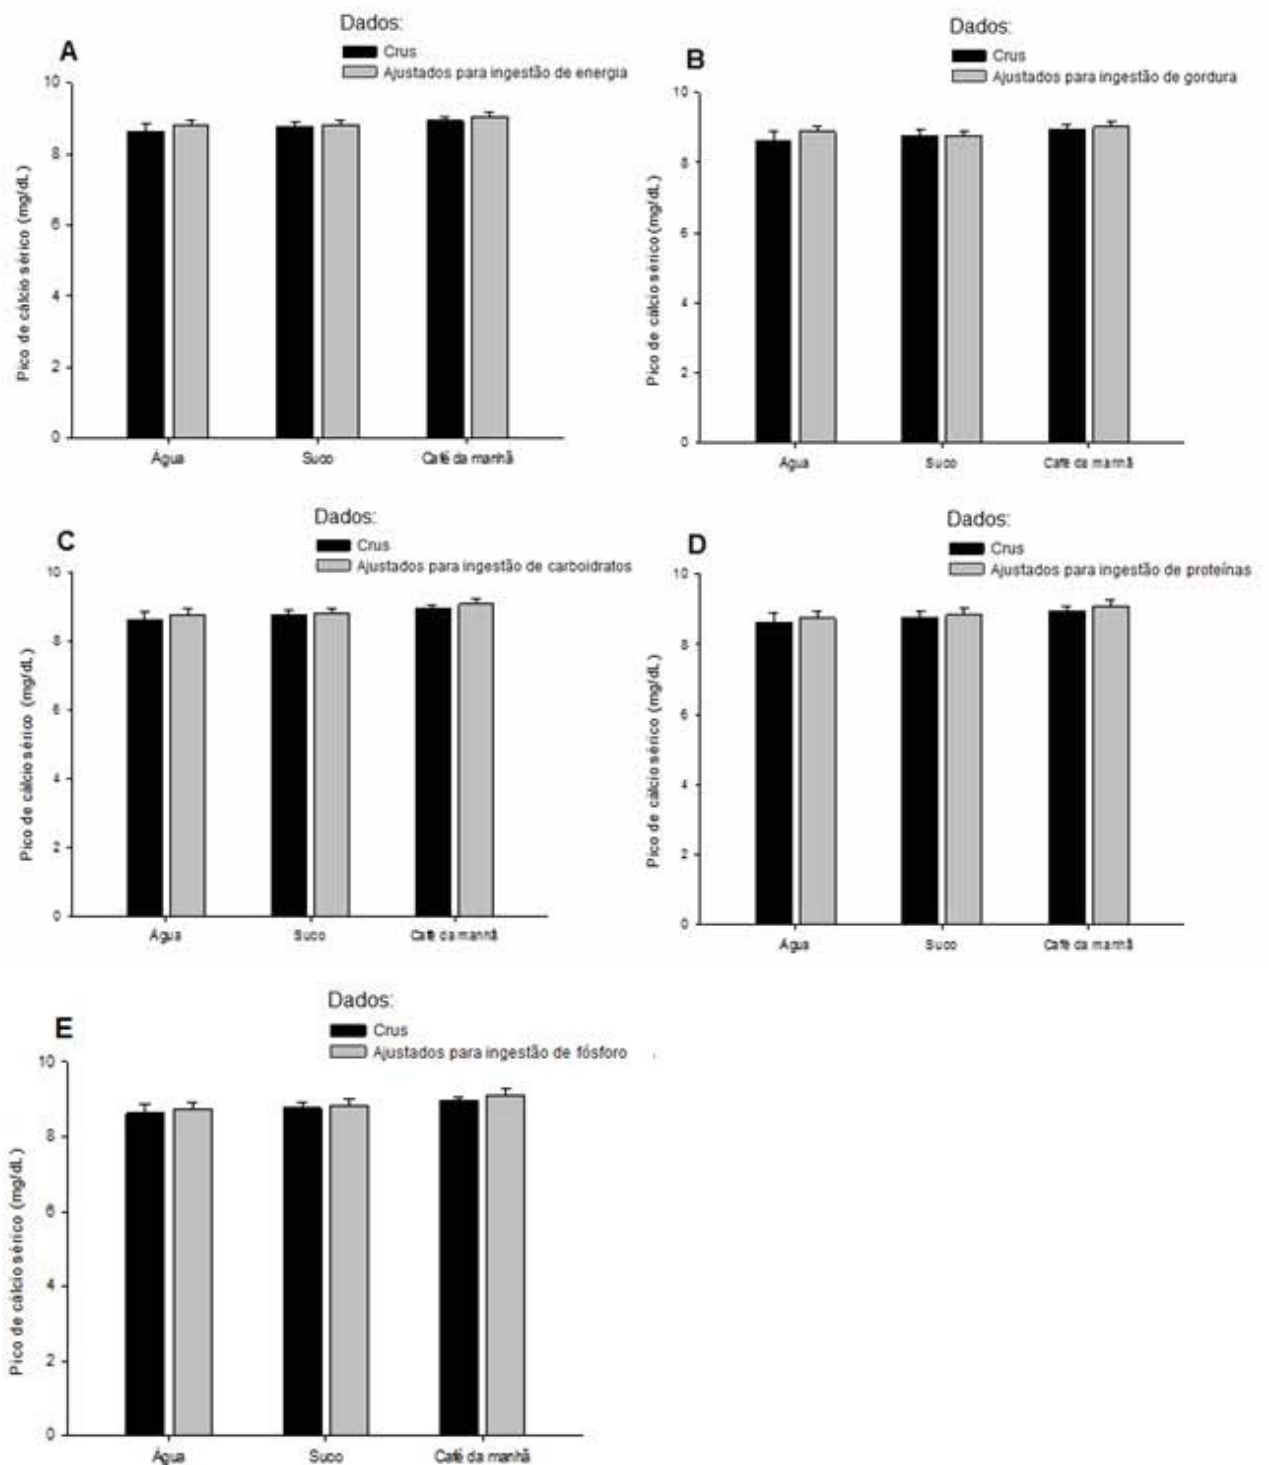 A
Dados:
Crus
Ajustados para ingestão de energia
Pico de cálcio sérico (mg/dL)
10
8
6
4
2
0
Água
Suco
Café da manhã
B
Dados:
Crus
Ajustados para ingestão de gordura
Pico de cálcio sérico (mg/dL)
10
8
6
4
2
0
Água
Suco
Café da manhã
C
Dados:
Crus
Ajustados para ingestão de carboidratos
Pico de cálcio sérico (mg/dL)
10
8
6
4
2
0
Água
Suco
Café da manhã
D
Dados:
Crus
Ajustados para ingestão de proteínas
Pico de cálcio sérico (mg/dL)
10
8
6
4
2
0
Água
Suco
Café da manhã
E
Dados:
Crus
Ajustados para ingestão de fósforo
Pico de cálcio sérico (mg/dL)
10
8
6
4
2
0
Água
Suco
Café da manhã